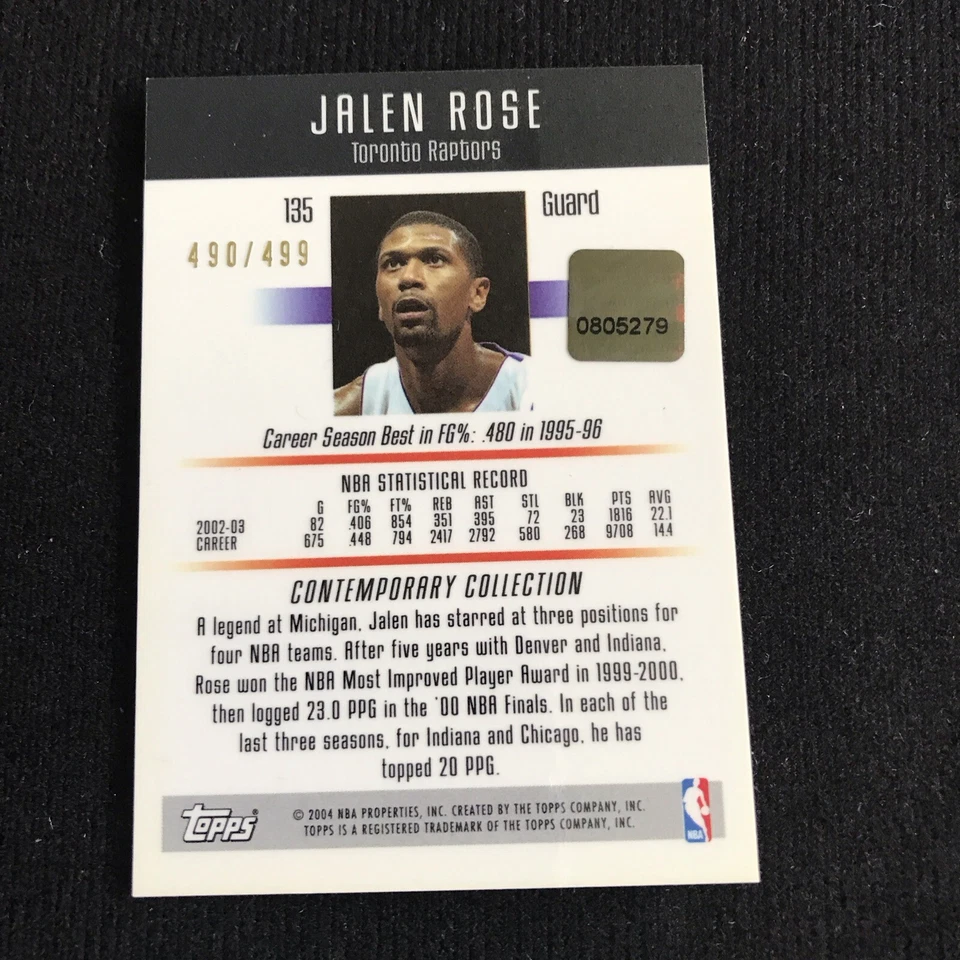 JALEN ROSE
Toronto Raptors
135
Guard
490/499
0805279
Career Season Best in FG%: .480 in 1995-96
NBA STATISTICAL RECORD
G FG% FT% REB AST STL BLK PTS AVG
2002-03 82 .406 854 351 395 72 23 1816 22.1
CAREER 675 .448 794 2417 2792 580 268 9708 14.4
CONTEMPORARY COLLECTION
A legend at Michigan, Jalen has starred at three positions for
four NBA teams. After five years with Denver and Indiana,
Rose won the NBA Most Improved Player Award in 1999-2000,
then logged 23.0 PPG in the '00 NBA Finals. In each of the
last three seasons, for Indiana and Chicago, he has
topped 20 PPG.
topps®
© 2004 NBA PROPERTIES, INC. CREATED BY THE TOPPS COMPANY, INC.
TOPPS IS A REGISTERED TRADEMARK OF THE TOPPS COMPANY, INC.
NBA